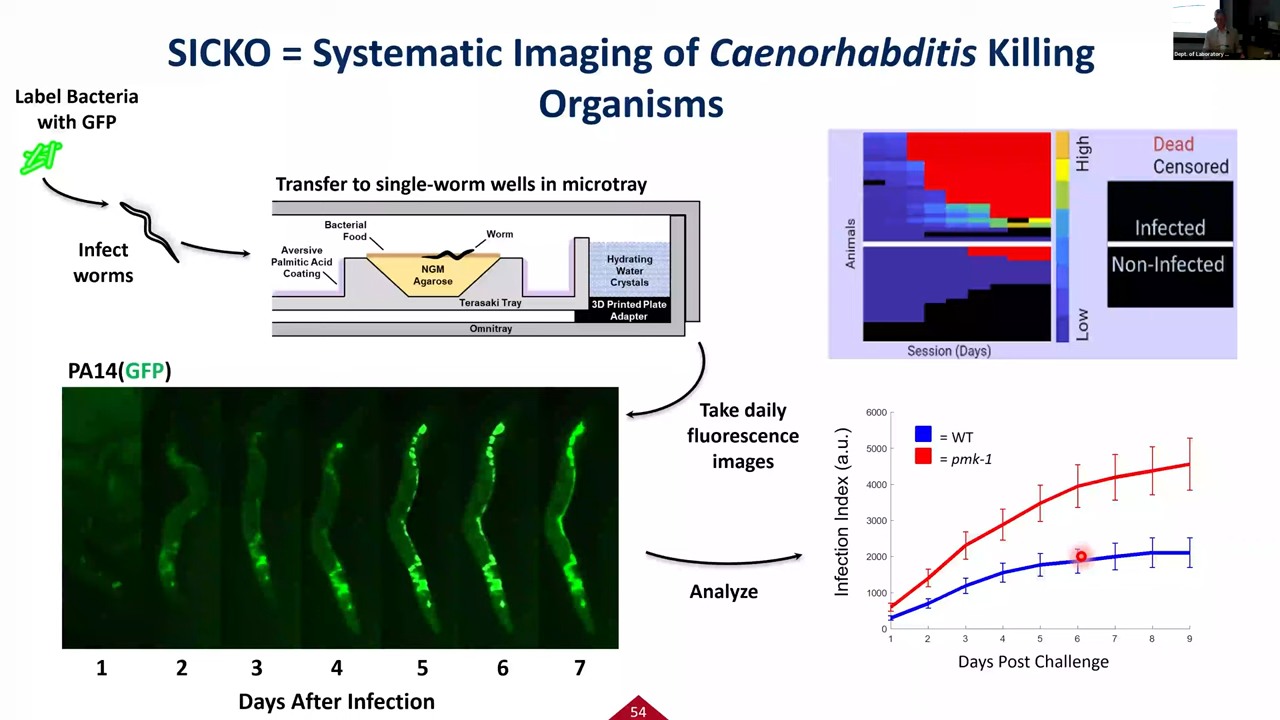 SICKO = Systematic Imaging of Caenorhabditis Killing
Organisms
Dept. of Laboratory ...
Label Bacteria
with GFP
Infect
worms
Transfer to single-worm wells in microtray
Bacterial
Food
Worm
Aversive
Palmitic Acid
Coating
NGM
Agarose
Hydrating
Water
Crystals
Terasaki Tray
3D Printed Plate
Adapter
Omnitray
Animals
Session (Days)
High
Low
Dead
Censored
Infected
Non-Infected
PA14(GFP)
1 2 3 4 5 6 7
Days After Infection
Take daily
fluorescence
images
Analyze
Infection Index (a.u.)
6000
5000
4000
3000
2000
1000
0
= WT
= pmk-1
1 2 3 4 5 6 7 8 9
Days Post Challenge
54